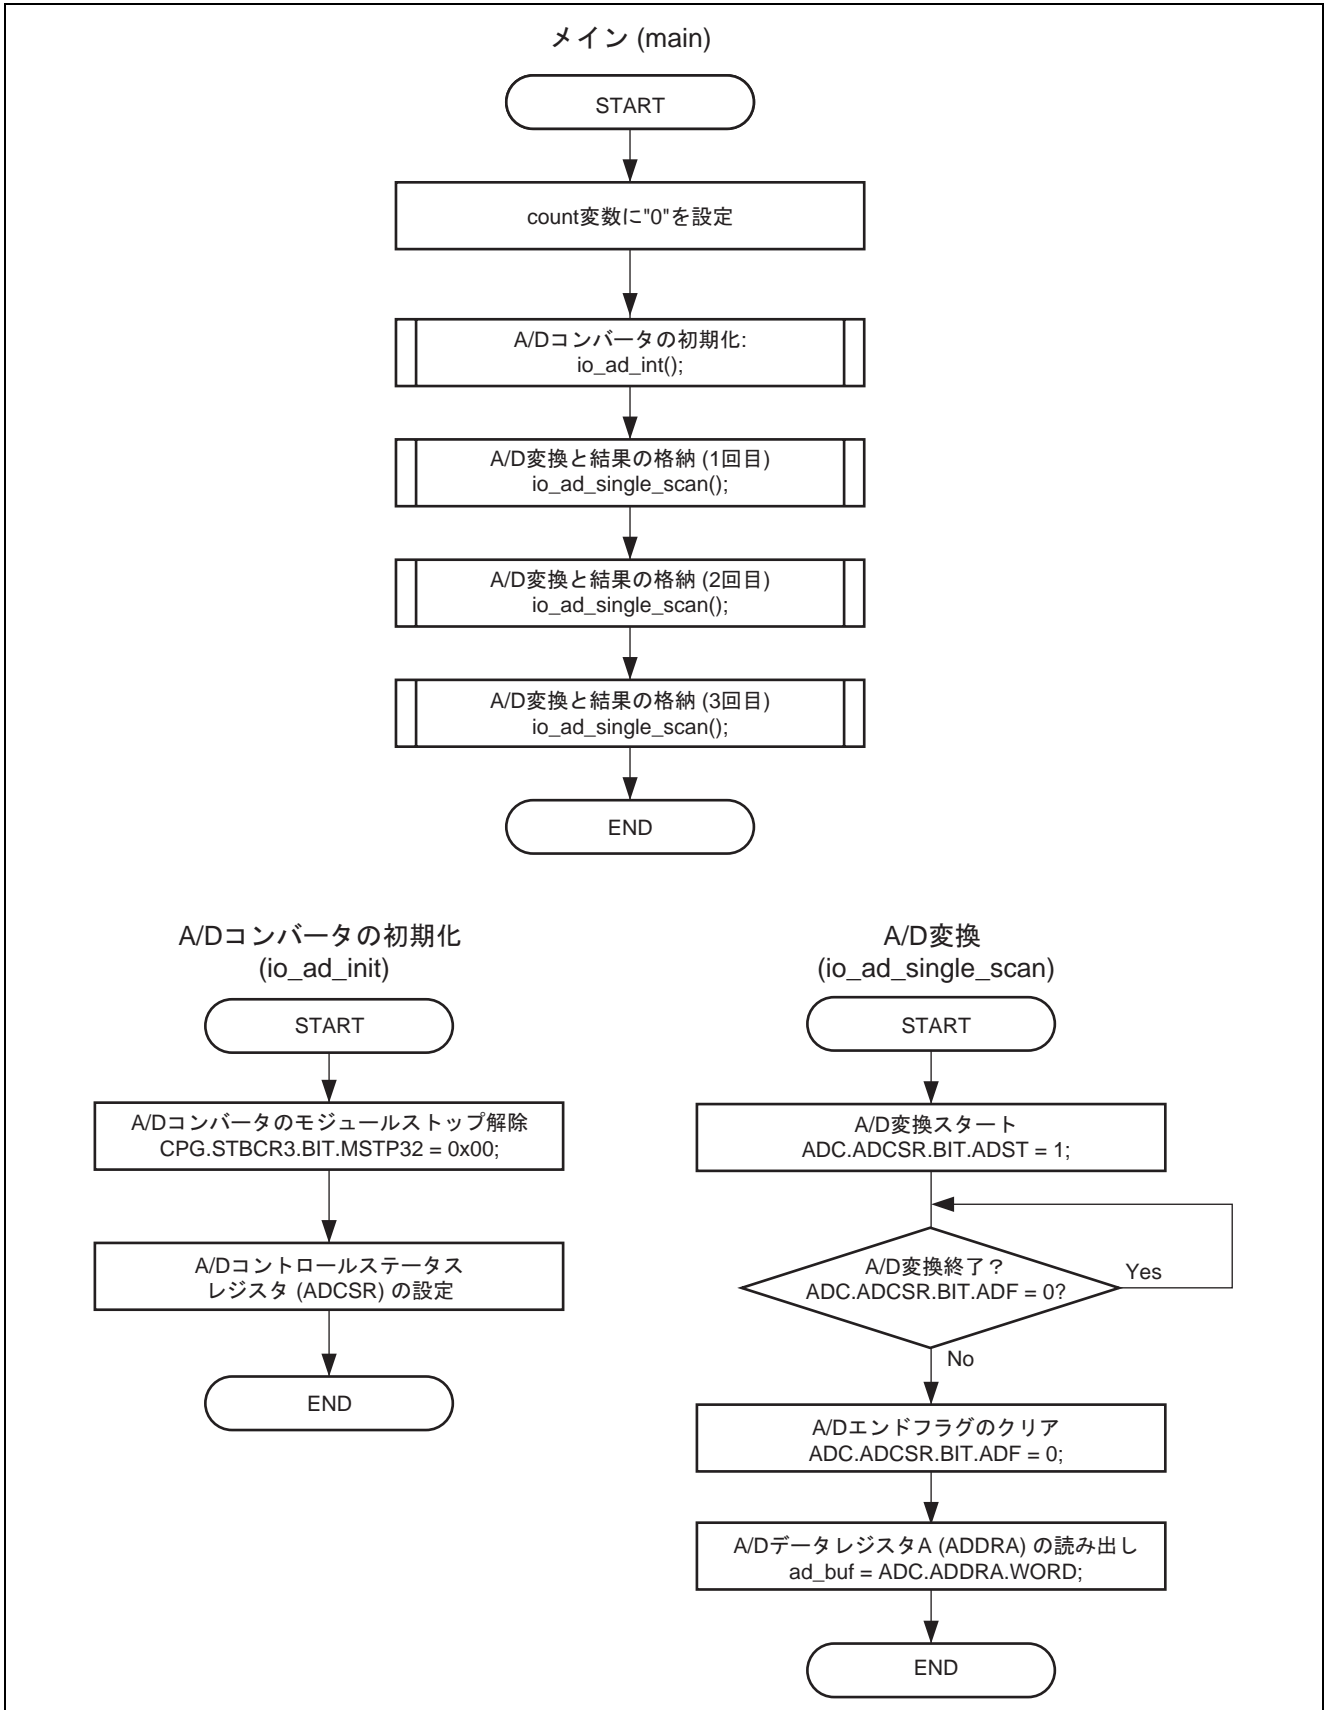 メイン (main)
START
count変数に"0"を設定
A/Dコンバータの初期化:
io_ad_int();
A/D変換と結果の格納 (1回目)
io_ad_single_scan();
A/D変換と結果の格納 (2回目)
io_ad_single_scan();
A/D変換と結果の格納 (3回目)
io_ad_single_scan();
END
A/Dコンバータの初期化
(io_ad_init)
START
A/Dコンバータのモジュールストップ解除
CPG.STBCR3.BIT.MSTP32 = 0x00;
A/Dコントロールステータス
レジスタ (ADCSR) の設定
END
A/D変換
(io_ad_single_scan)
START
A/D変換スタート
ADC.ADCSR.BIT.ADST = 1;
A/D変換終了？
ADC.ADCSR.BIT.ADF = 0?
Yes
No
A/Dエンドフラグのクリア
ADC.ADCSR.BIT.ADF = 0;
A/DデータレジスタA (ADDRA) の読み出し
ad_buf = ADC.ADDRA.WORD;
END